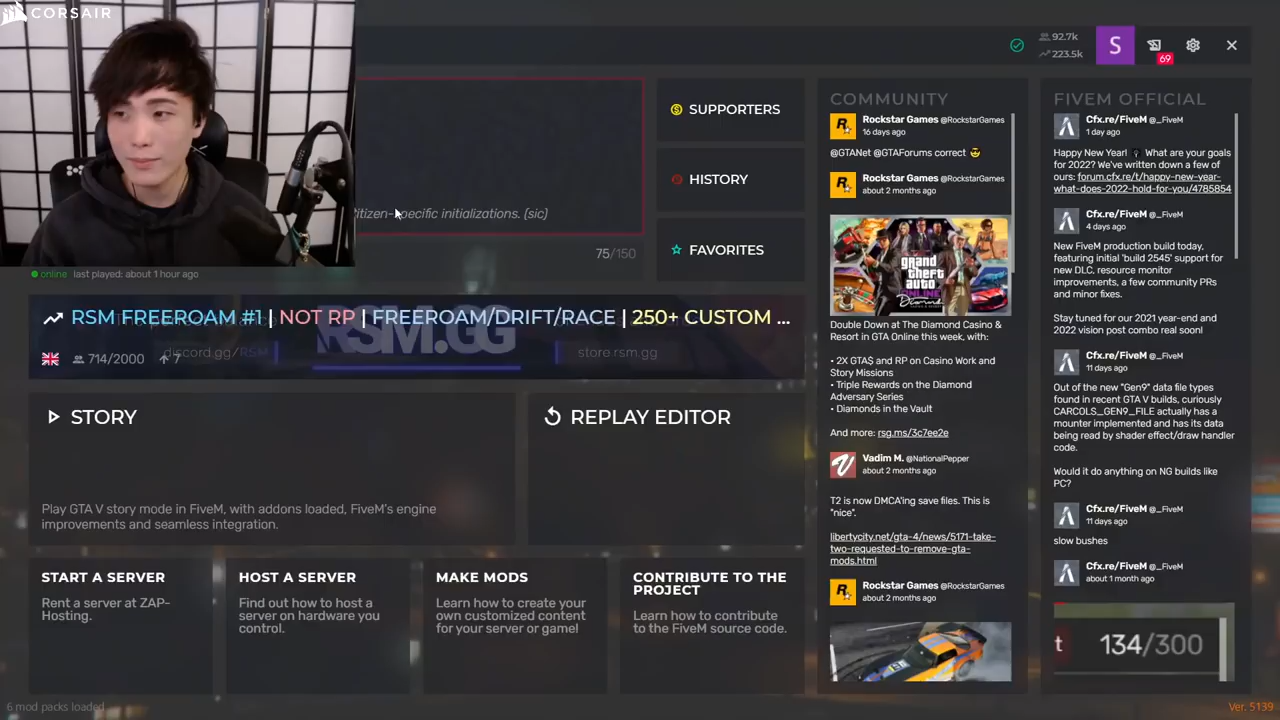 CORSAIR
92.7k
223.5k
S
69
Citizen-specific initializations. (sic)
75/150
online last played: about 1 hour ago
SUPPORTERS
HISTORY
FAVORITES
RSM FREEROAM #1 | NOT RP | FREEROAM/DRIFT/RACE | 250+ CUSTOM ...
RSM.GG
714/2000
7
discord.gg/RSM
store.rsm.gg
STORY
Play GTA V story mode in FiveM, with addons loaded, FiveM's engine
improvements and seamless integration.
REPLAY EDITOR
START A SERVER
Rent a server at ZAP-
Hosting.
HOST A SERVER
Find out how to host a
server on hardware you
control.
MAKE MODS
Learn how to create your
own customized content
for your server or game!
CONTRIBUTE TO THE
PROJECT
Learn how to contribute
to the FiveM source code.
COMMUNITY
Rockstar Games @RockstarGames
16 days ago
@GTANet @GTAForums correct 😎
Rockstar Games @RockstarGames
about 2 months ago
grand
theft
auto
ONLINE
Diamond
Double Down at The Diamond Casino &
Resort in GTA Online this week, with:
• 2X GTA$ and RP on Casino Work and
Story Missions
• Triple Rewards on the Diamond
Adversary Series
• Diamonds in the Vault
And more: rsg.ms/3c7ee2e
Vadim M. @NationalPepper
about 2 months ago
T2 is now DMCA'ing save files. This is
"nice".
libertycity.net/gta-4/news/5171-take-
two-requested-to-remove-gta-
mods.html
Rockstar Games @RockstarGames
about 2 months ago
FIVEM OFFICIAL
Cfx.re/FiveM @_FiveM
1 day ago
Happy New Year! What are your goals
for 2022? We've written down a few of
ours: forum.cfx.re/t/happy-new-year-
what-does-2022-hold-for-you/4785854
Cfx.re/FiveM @_FiveM
4 days ago
New FiveM production build today,
featuring initial 'build 2545' support for
new DLC, resource monitor
improvements, a few community PRs
and minor fixes.
Stay tuned for our 2021 year-end and
2022 vision post combo real soon!
Cfx.re/FiveM @_FiveM
11 days ago
Out of the new "Gen9" data file types
found in recent GTA V builds, curiously
CARCOLS_GEN9_FILE actually has a
mounter implemented and has its data
being read by shader effect/draw handler
code.
Would it do anything on NG builds like
PC?
Cfx.re/FiveM @_FiveM
11 days ago
slow bushes
Cfx.re/FiveM @_FiveM
about 1 month ago
t 134/300
6 mod packs loaded
Ver. 5139